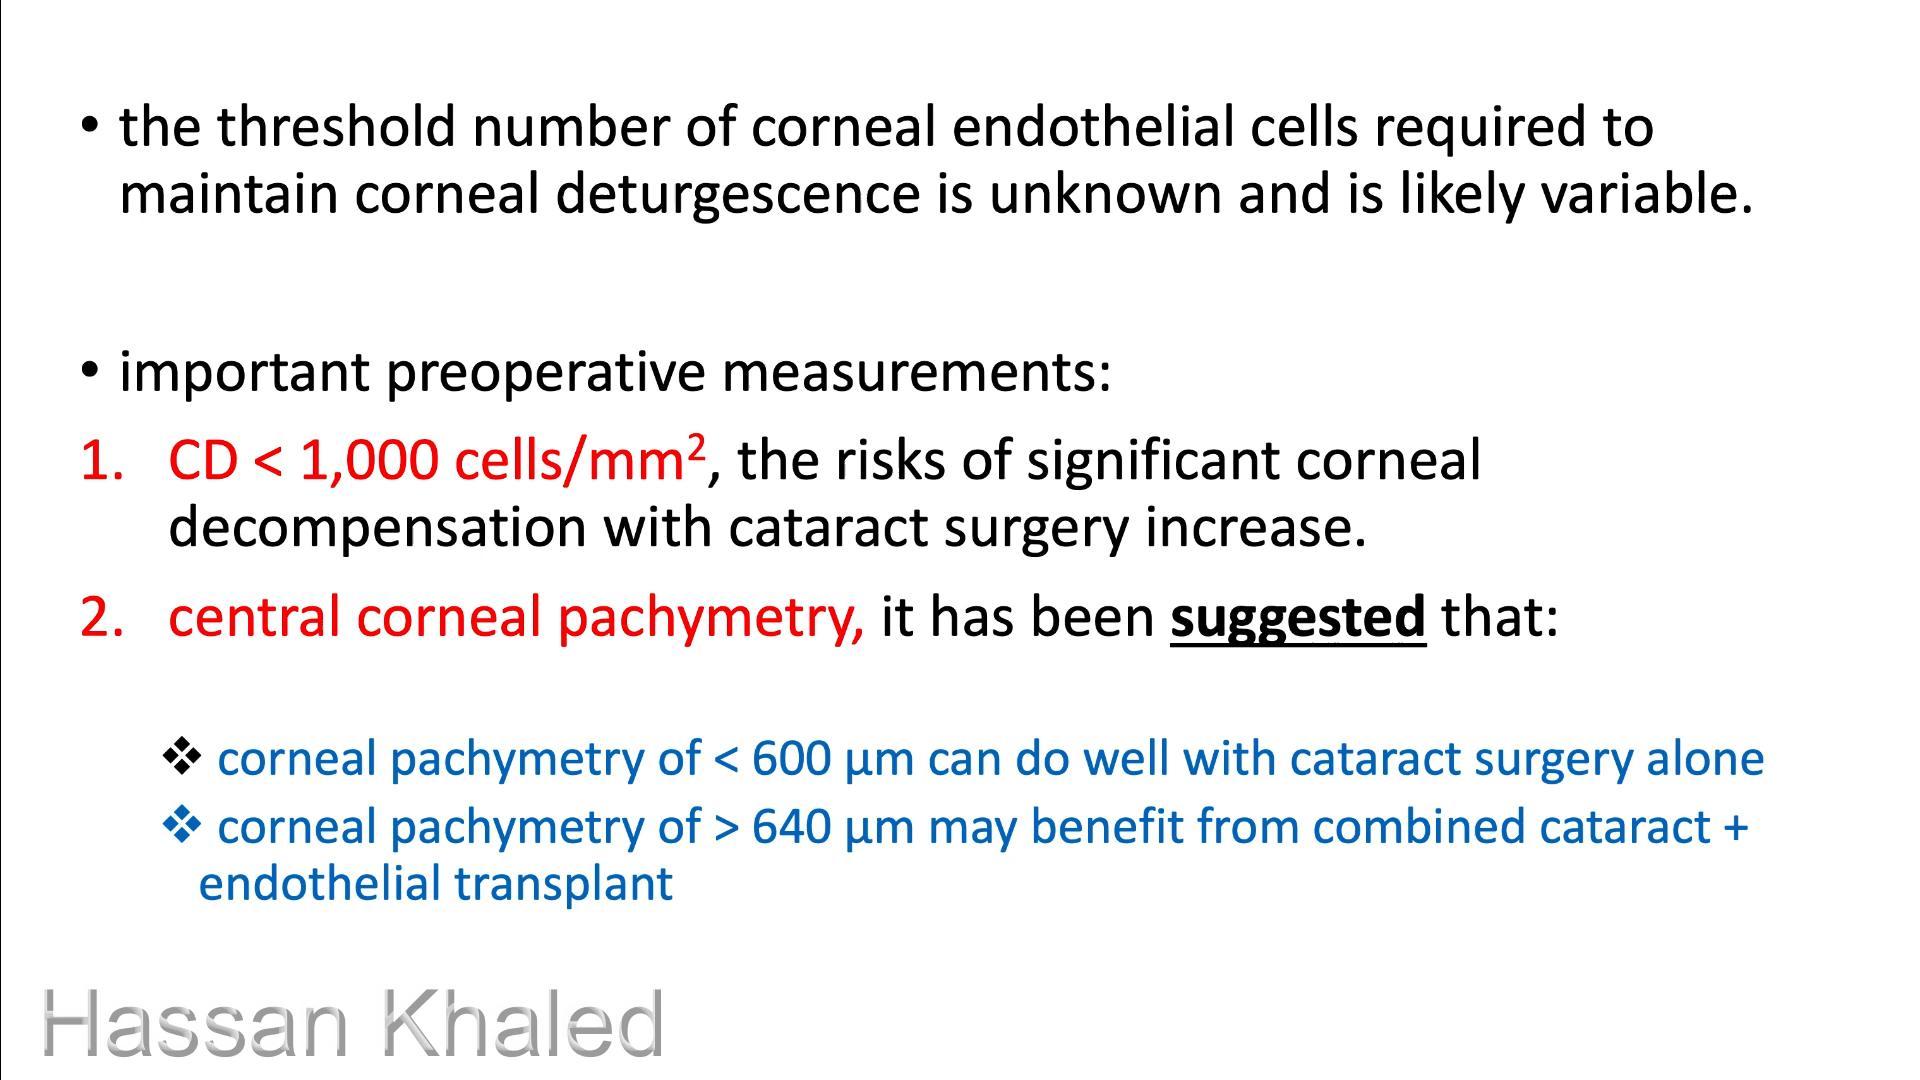 • the threshold number of corneal endothelial cells required to
maintain corneal deturgescence is unknown and is likely variable.
• important preoperative measurements:
1. CD < 1,000 cells/mm², the risks of significant corneal
decompensation with cataract surgery increase.
2. central corneal pachymetry, it has been suggested that:
❖ corneal pachymetry of < 600 µm can do well with cataract surgery alone
❖ corneal pachymetry of > 640 µm may benefit from combined cataract +
endothelial transplant
Hassan Khaled